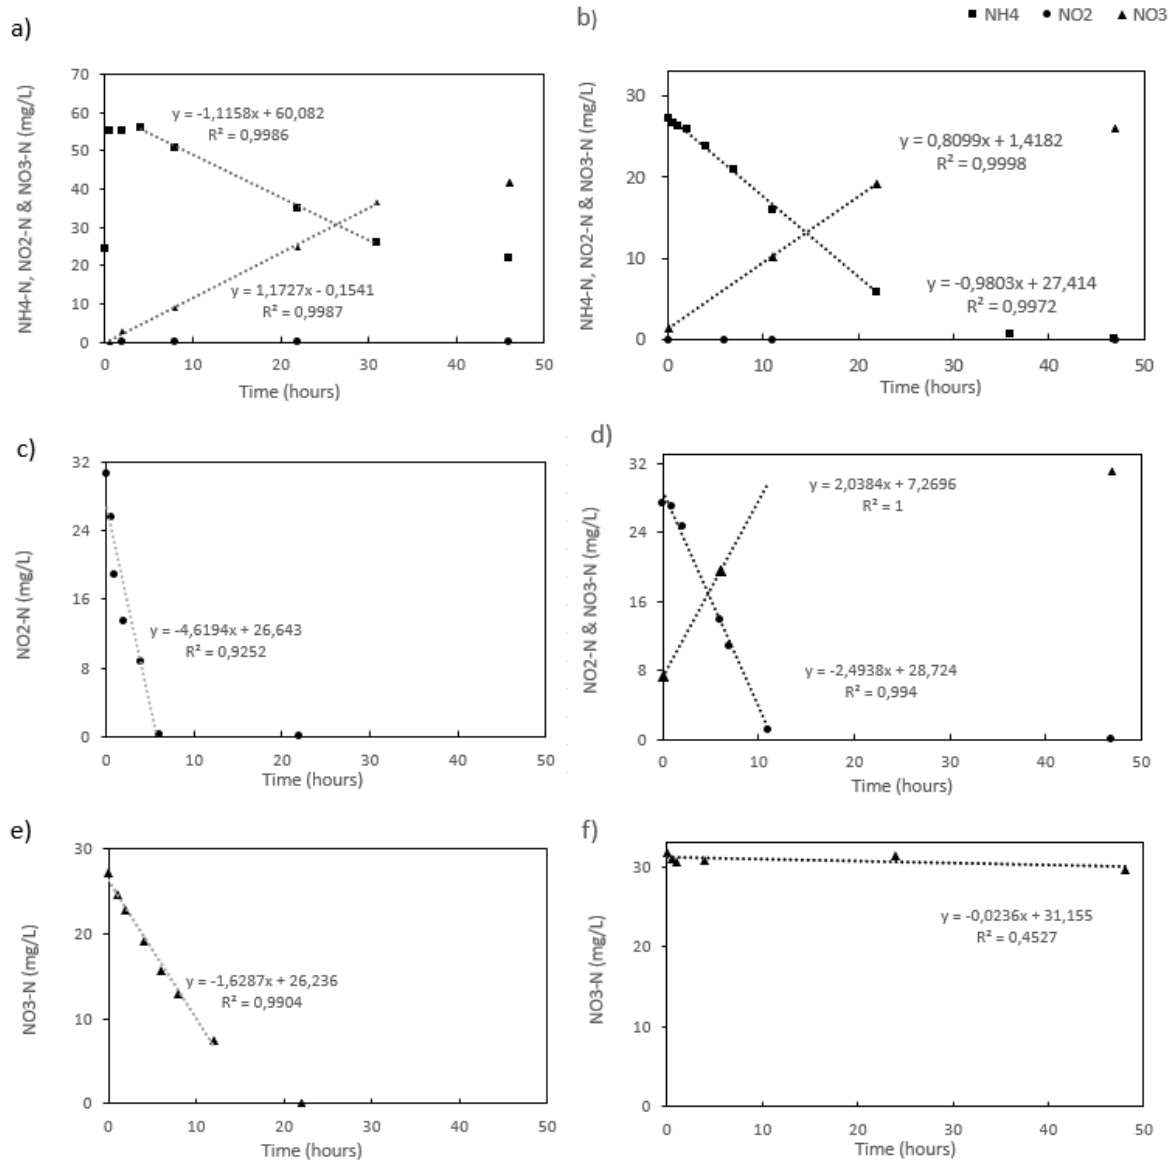 a)
b)
NH4 NO2 NO3
NH4-N, NO2-N & NO3-N (mg/L)
70
60
50
40
30
20
10
0
y = -1,1158x + 60,082
R² = 0,9986
y = 1,1727x - 0,1541
R² = 0,9987
0 10 20 30 40 50
Time (hours)
NH4-N, NO2-N & NO3-N (mg/L)
30
20
10
0
y = 0,8099x + 1,4182
R² = 0,9998
y = -0,9803x + 27,414
R² = 0,9972
0 10 20 30 40 50
Time (hours)
c)
NO2-N (mg/L)
32
24
16
8
0
y = -4,6194x + 26,643
R² = 0,9252
0 10 20 30 40 50
Time (hours)
d)
NO2-N & NO3-N (mg/L)
32
24
16
8
0
y = 2,0384x + 7,2696
R² = 1
y = -2,4938x + 28,724
R² = 0,994
0 10 20 30 40 50
Time (hours)
e)
NO3-N (mg/L)
30
20
10
0
y = -1,6287x + 26,236
R² = 0,9904
0 10 20 30 40 50
Time (hours)
f)
NO3-N (mg/L)
30
20
10
0
y = -0,0236x + 31,155
R² = 0,4527
0 10 20 30 40 50
Time (hours)